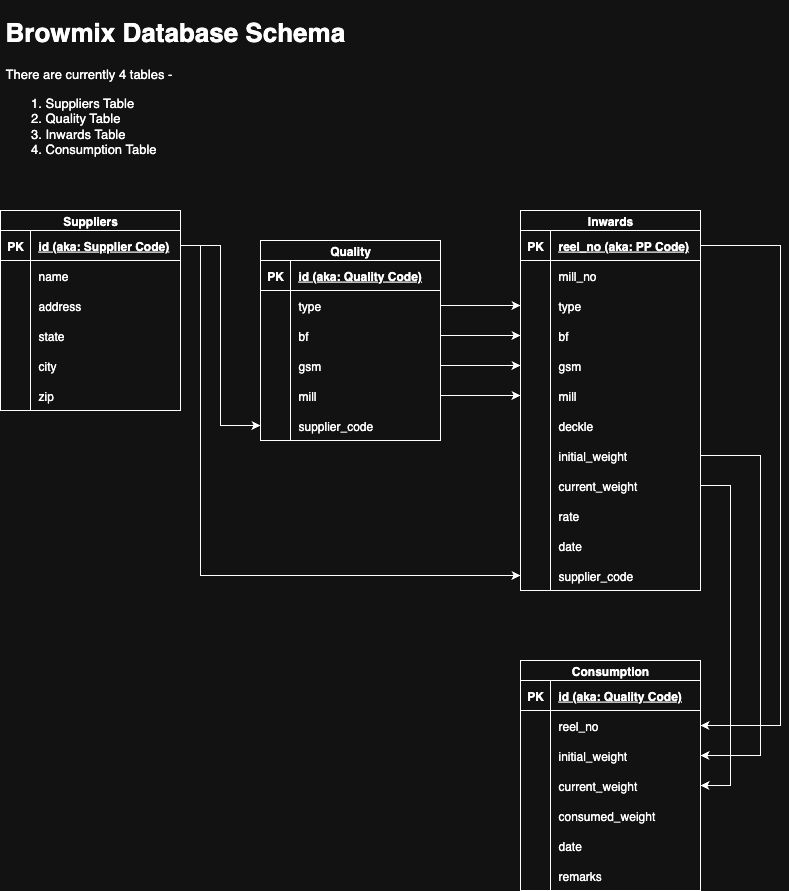 Browmix Database Schema
There are currently 4 tables -
1. Suppliers Table
2. Quality Table
3. Inwards Table
4. Consumption Table
Suppliers
PK id (aka: Supplier Code)
name
address
state
city
zip
Quality
PK id (aka: Quality Code)
type
bf
gsm
mill
supplier_code
Inwards
PK reel_no (aka: PP Code)
mill_no
type
bf
gsm
mill
deckle
initial_weight
current_weight
rate
date
supplier_code
Consumption
PK id (aka: Quality Code)
reel_no
initial_weight
current_weight
consumed_weight
date
remarks